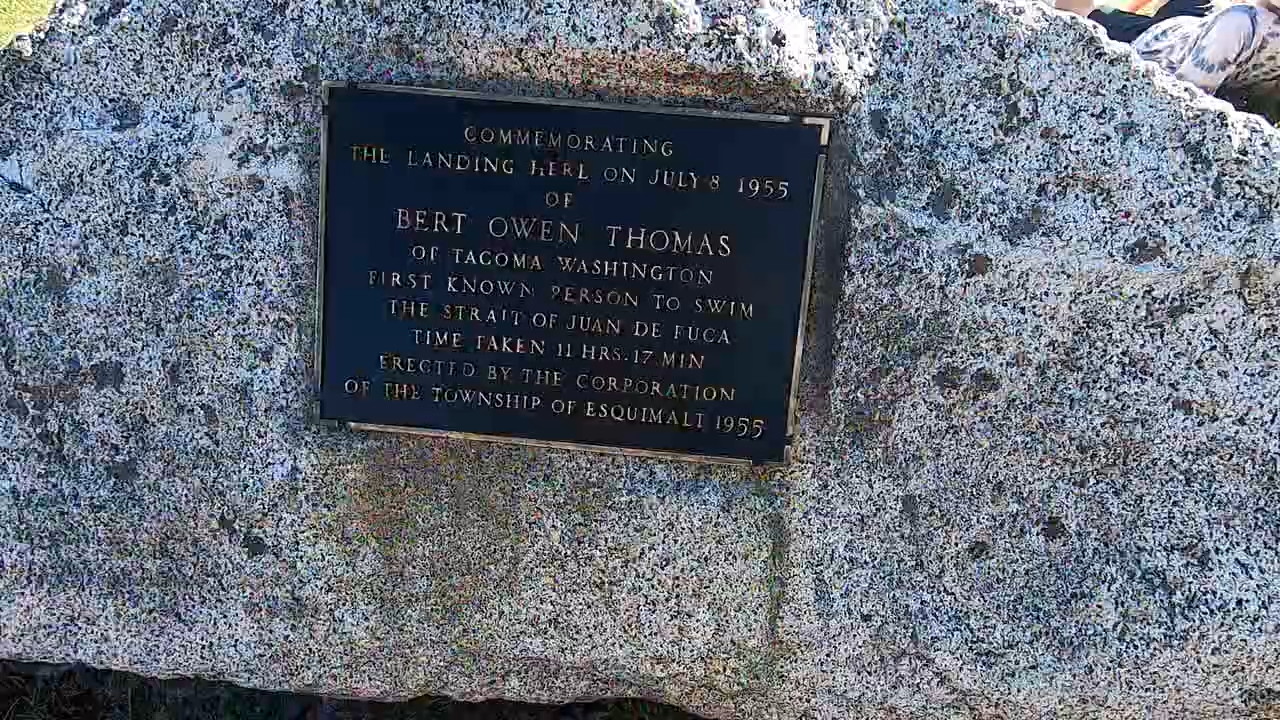 COMMEMORATING
THE LANDING HERE ON JULY 8 1955
OF
BERT OWEN THOMAS
OF TACOMA WASHINGTON
FIRST KNOWN PERSON TO SWIM
THE STRAIT OF JUAN DE FUCA
TIME TAKEN 11 HRS. 17 MIN
ERECTED BY THE CORPORATION
OF THE TOWNSHIP OF ESQUIMALT 1955